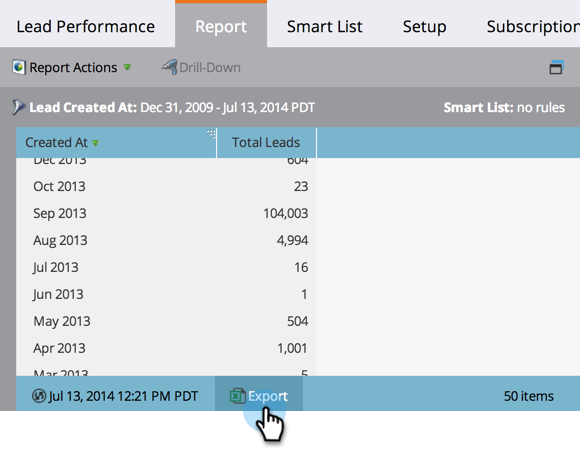 Lead Performance Report Smart List Setup Subscription
Report Actions Drill-Down
Lead Created At: Dec 31, 2009 - Jul 13, 2014 PDT Smart List: no rules
Created At Total Leads
Dec 2013 604
Oct 2013 23
Sep 2013 104,003
Aug 2013 4,994
Jul 2013 16
Jun 2013 1
May 2013 504
Apr 2013 1,001
Mar 2013 5
Jul 13, 2014 12:21 PM PDT Export 50 items